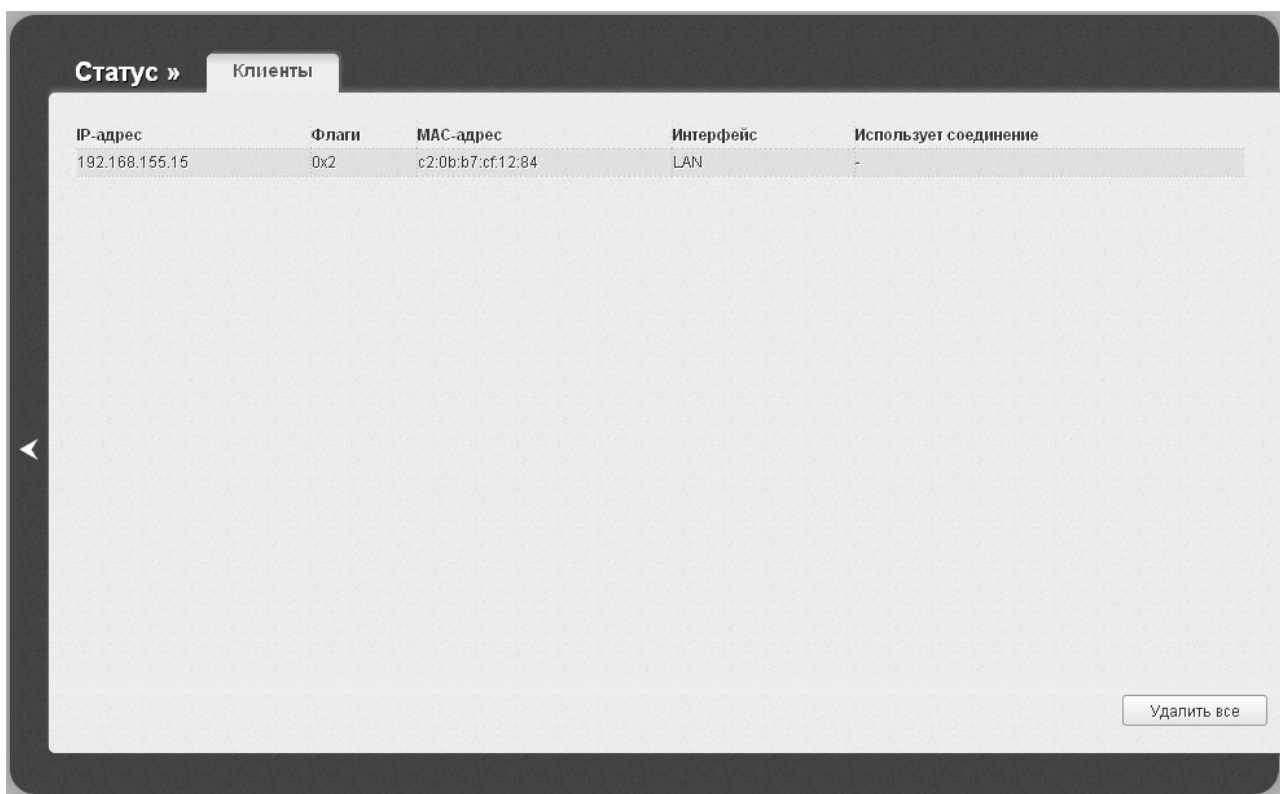 Статус » Клиенты
IP-адрес Флаги MAC-адрес Интерфейс Использует соединение
192.168.155.15 0x2 c2:0b:b7:cf:12:84 LAN -
Удалить все